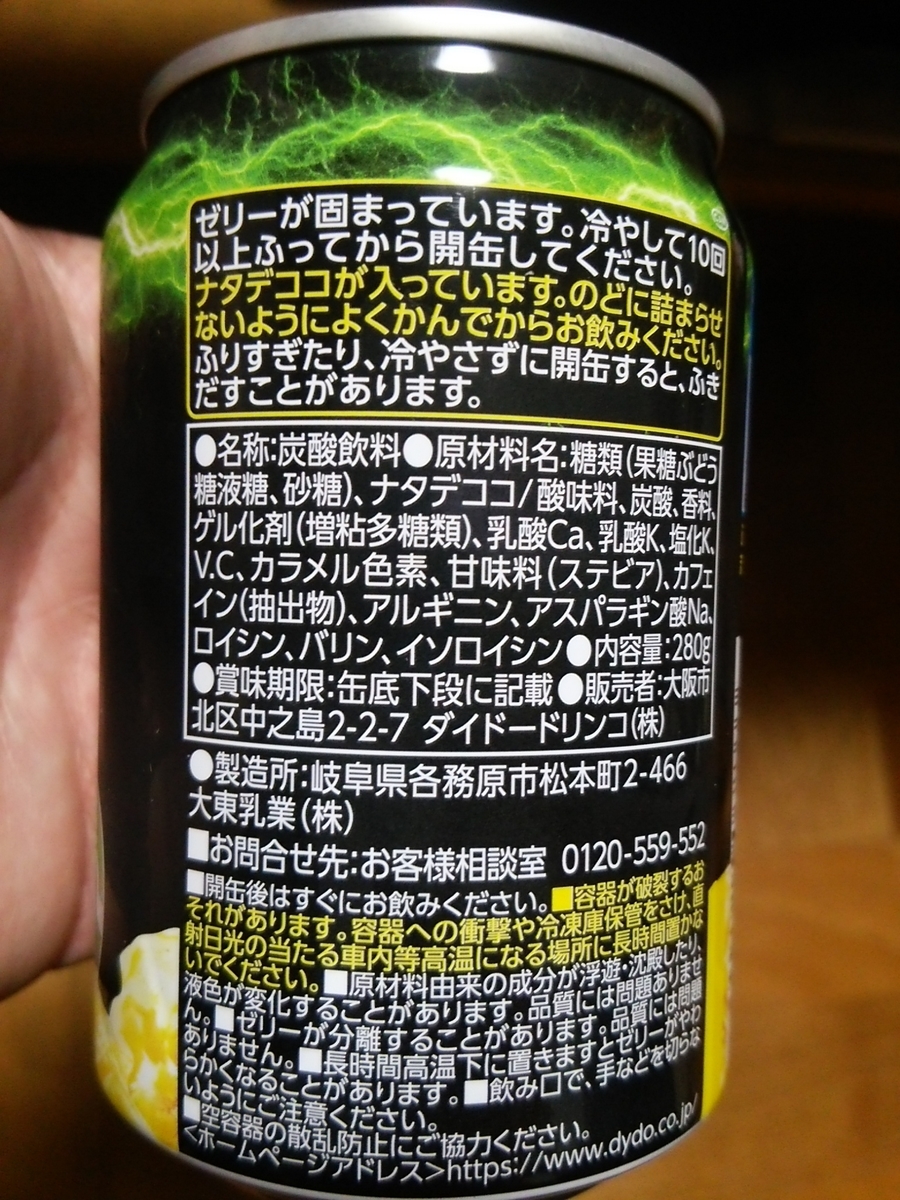 ゼリーが固まっています。冷やして10回
以上ふってから開缶してください。
ナタデココが入っています。のどに詰まらせ
ないようによくかんでからお飲みください。
ふりすぎたり、冷やさずに開缶すると、ふき
だすことがあります。
●名称:炭酸飲料●原材料名:糖類(果糖ぶどう
糖液糖、砂糖)、ナタデココ/酸味料、炭酸、香料、
ゲル化剤(増粘多糖類)、乳酸Ca、乳酸K、塩化K、
V.C、カラメル色素、甘味料(ステビア)、カフェ
イン(抽出物)、アルギニン、アスパラギン酸Na、
ロイシン、バリン、イソロイシン●内容量:280g
●賞味期限:缶底下段に記載●販売者:大阪市
北区中之島2-2-7 ダイドードリンコ(株)
●製造所:岐阜県各務原市松本町2-466
大東乳業(株)
■お問合せ先:お客様相談室 0120-559-552
■開缶後はすぐにお飲みください。■容器が破裂するお
それがあります。容器への衝撃や冷凍庫保管をさけ、直
射日光の当たる車内等高温になる場所に長時間置かな
いでください。■原材料由来の成分が浮遊・沈殿したり、
液色が変化することがあります。品質には問題ありませ
ん。■ゼリーが分離することがあります。品質には問題
ありません。■長時間高温下に置きますとゼリーがやわ
らかくなることがあります。■飲み口で、手などを切らな
いようにご注意ください。
■空容器の散乱防止にご協力ください。
<ホームページアドレス>https://www.dydo.co.jp/